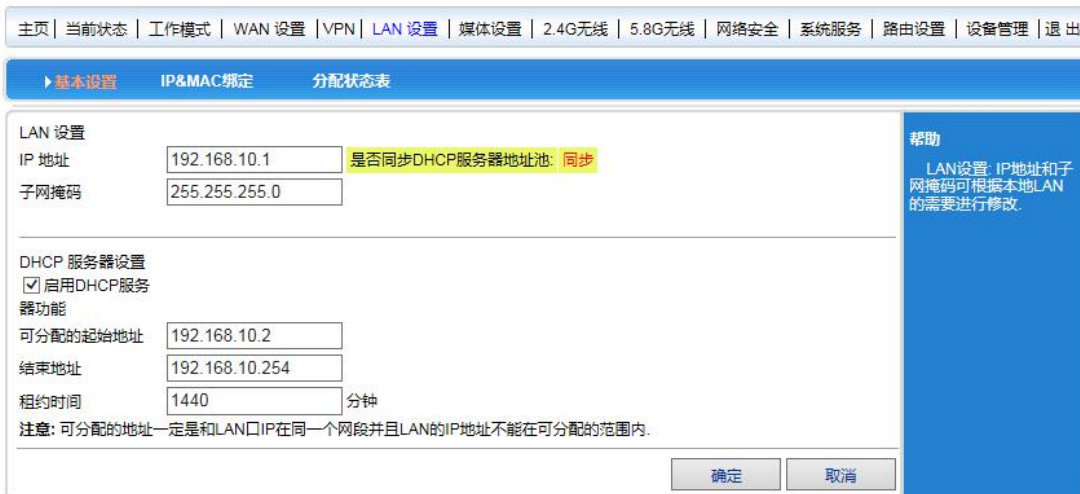 主页 | 当前状态 | 工作模式 | WAN 设置 | VPN | LAN 设置 | 媒体设置 | 2.4G无线 | 5.8G无线 | 网络安全 | 系统服务 | 路由设置 | 设备管理 | 退 出
基本设置 IP&MAC绑定 分配状态表
LAN 设置
IP 地址 192.168.10.1 是否同步DHCP服务器地址池: 同步
子网掩码 255.255.255.0
DHCP 服务器设置
启用DHCP服务
器功能
可分配的起始地址 192.168.10.2
结束地址 192.168.10.254
租约时间 1440 分钟
注意: 可分配的地址一定是和LAN口IP在同一个网段并且LAN的IP地址不能在可分配的范围内.
确定 取消
帮助
LAN设置: IP地址和子
网掩码可根据本地LAN
的需要进行修改.